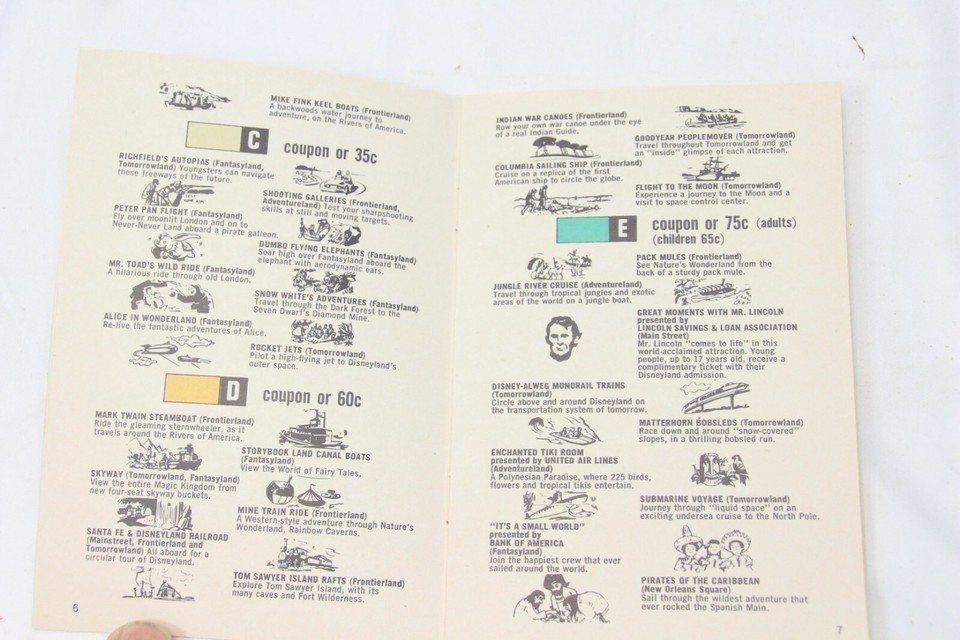 MIKE FINK KEEL BOATS (Frontierland)
A backwoods water journey to
adventure, on the Rivers of America.
C
coupon or 35c
RICHFIELD'S AUTOPIAS (Fantasyland,
Tomorrowland) Youngsters can navigate
these freeways of the future.
SHOOTING GALLERIES (Frontierland,
Adventureland) Test your sharpshooting
skills at still and moving targets.
PETER PAN FLIGHT (Fantasyland)
Fly over moonlit London and on to
Never-Never Land aboard a pirate galleon.
DUMBO FLYING ELEPHANTS (Fantasyland)
Soar high over Fantasyland aboard the
elephant with aerodynamic ears.
MR. TOAD'S WILD RIDE (Fantasyland)
A hilarious ride through old London.
SNOW WHITE'S ADVENTURES (Fantasyland)
Travel through the Dark Forest to the
Seven Dwarf's Diamond Mine.
ALICE IN WONDERLAND (Fantasyland)
Re-live the fantastic adventures of Alice.
ROCKET JETS (Tomorrowland)
Pilot a high-flying jet to Disneyland's
outer space.
D
coupon or 60c
MARK TWAIN STEAMBOAT (Frontierland)
Ride the gleaming sternwheeler, as it
travels around the Rivers of America.
STORYBOOK LAND CANAL BOATS
(Fantasyland)
View the World of Fairy Tales.
SKYWAY (Tomorrowland, Fantasyland)
View the entire Magic Kingdom from
new four-seat skyway buckets.
MINE TRAIN RIDE (Frontierland)
A Western-style adventure through Nature's
Wonderland, Rainbow Caverns.
SANTA FE & DISNEYLAND RAILROAD
(Mainstreet, Frontierland and
Tomorrowland) All aboard for a
circular tour of Disneyland.
TOM SAWYER ISLAND RAFTS (Frontierland)
Explore Tom Sawyer Island, with its
many caves and Fort Wilderness.
6
INDIAN WAR CANOES (Frontierland)
Row your own war canoe under the eye
of a real Indian Guide.
GOODYEAR PEOPLEMOVER (Tomorrowland)
Travel throughout Tomorrowland and get
an "inside" glimpse of each attraction.
COLUMBIA SAILING SHIP (Frontierland)
Cruise on a replica of the first
American ship to circle the globe.
FLIGHT TO THE MOON (Tomorrowland)
Experience a journey to the Moon and a
visit to space control center.
E
coupon or 75c (adults)
(children 65c)
PACK MULES (Frontierland)
See Nature's Wonderland from the
back of a sturdy pack mule.
JUNGLE RIVER CRUISE (Adventureland)
Travel through tropical jungles and exotic
areas of the world on a jungle boat.
GREAT MOMENTS WITH MR. LINCOLN
presented by
LINCOLN SAVINGS & LOAN ASSOCIATION
(Main Street)
Mr. Lincoln "comes to life" in this
world-acclaimed attraction. Young
people, up to 17 years old, receive a
complimentary ticket with their
Disneyland admission.
DISNEY-ALWEG MONORAIL TRAINS
(Tomorrowland)
Circle above and around Disneyland on
the transportation system of tomorrow.
MATTERHORN BOBSLEDS (Tomorrowland)
Race down and around "snow-covered"
slopes, in a thrilling bobsled run.
ENCHANTED TIKI ROOM
presented by UNITED AIR LINES
(Adventureland)
A Polynesian Paradise, where 225 birds,
flowers and tropical tikis entertain.
SUBMARINE VOYAGE (Tomorrowland)
Journey through "liquid space" on an
exciting undersea cruise to the North Pole.
"IT'S A SMALL WORLD"
presented by
BANK OF AMERICA
(Fantasyland)
Join the happiest crew that ever
sailed around the world.
PIRATES OF THE CARIBBEAN
(New Orleans Square)
Sail through the wildest adventure that
ever rocked the Spanish Main.
7